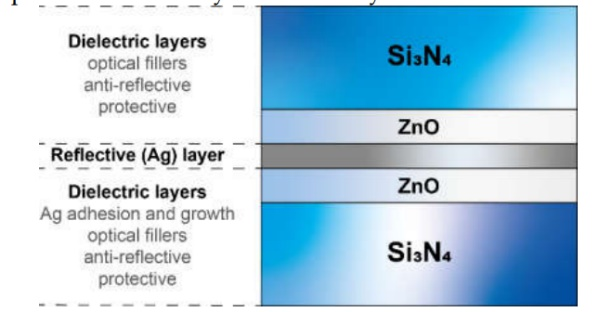 Dielectric layers
optical fillers
anti-reflective
protective
Si₃N₄
ZnO
Reflective (Ag) layer
Dielectric layers
Ag adhesion and growth
optical fillers
anti-reflective
protective
ZnO
Si₃N₄